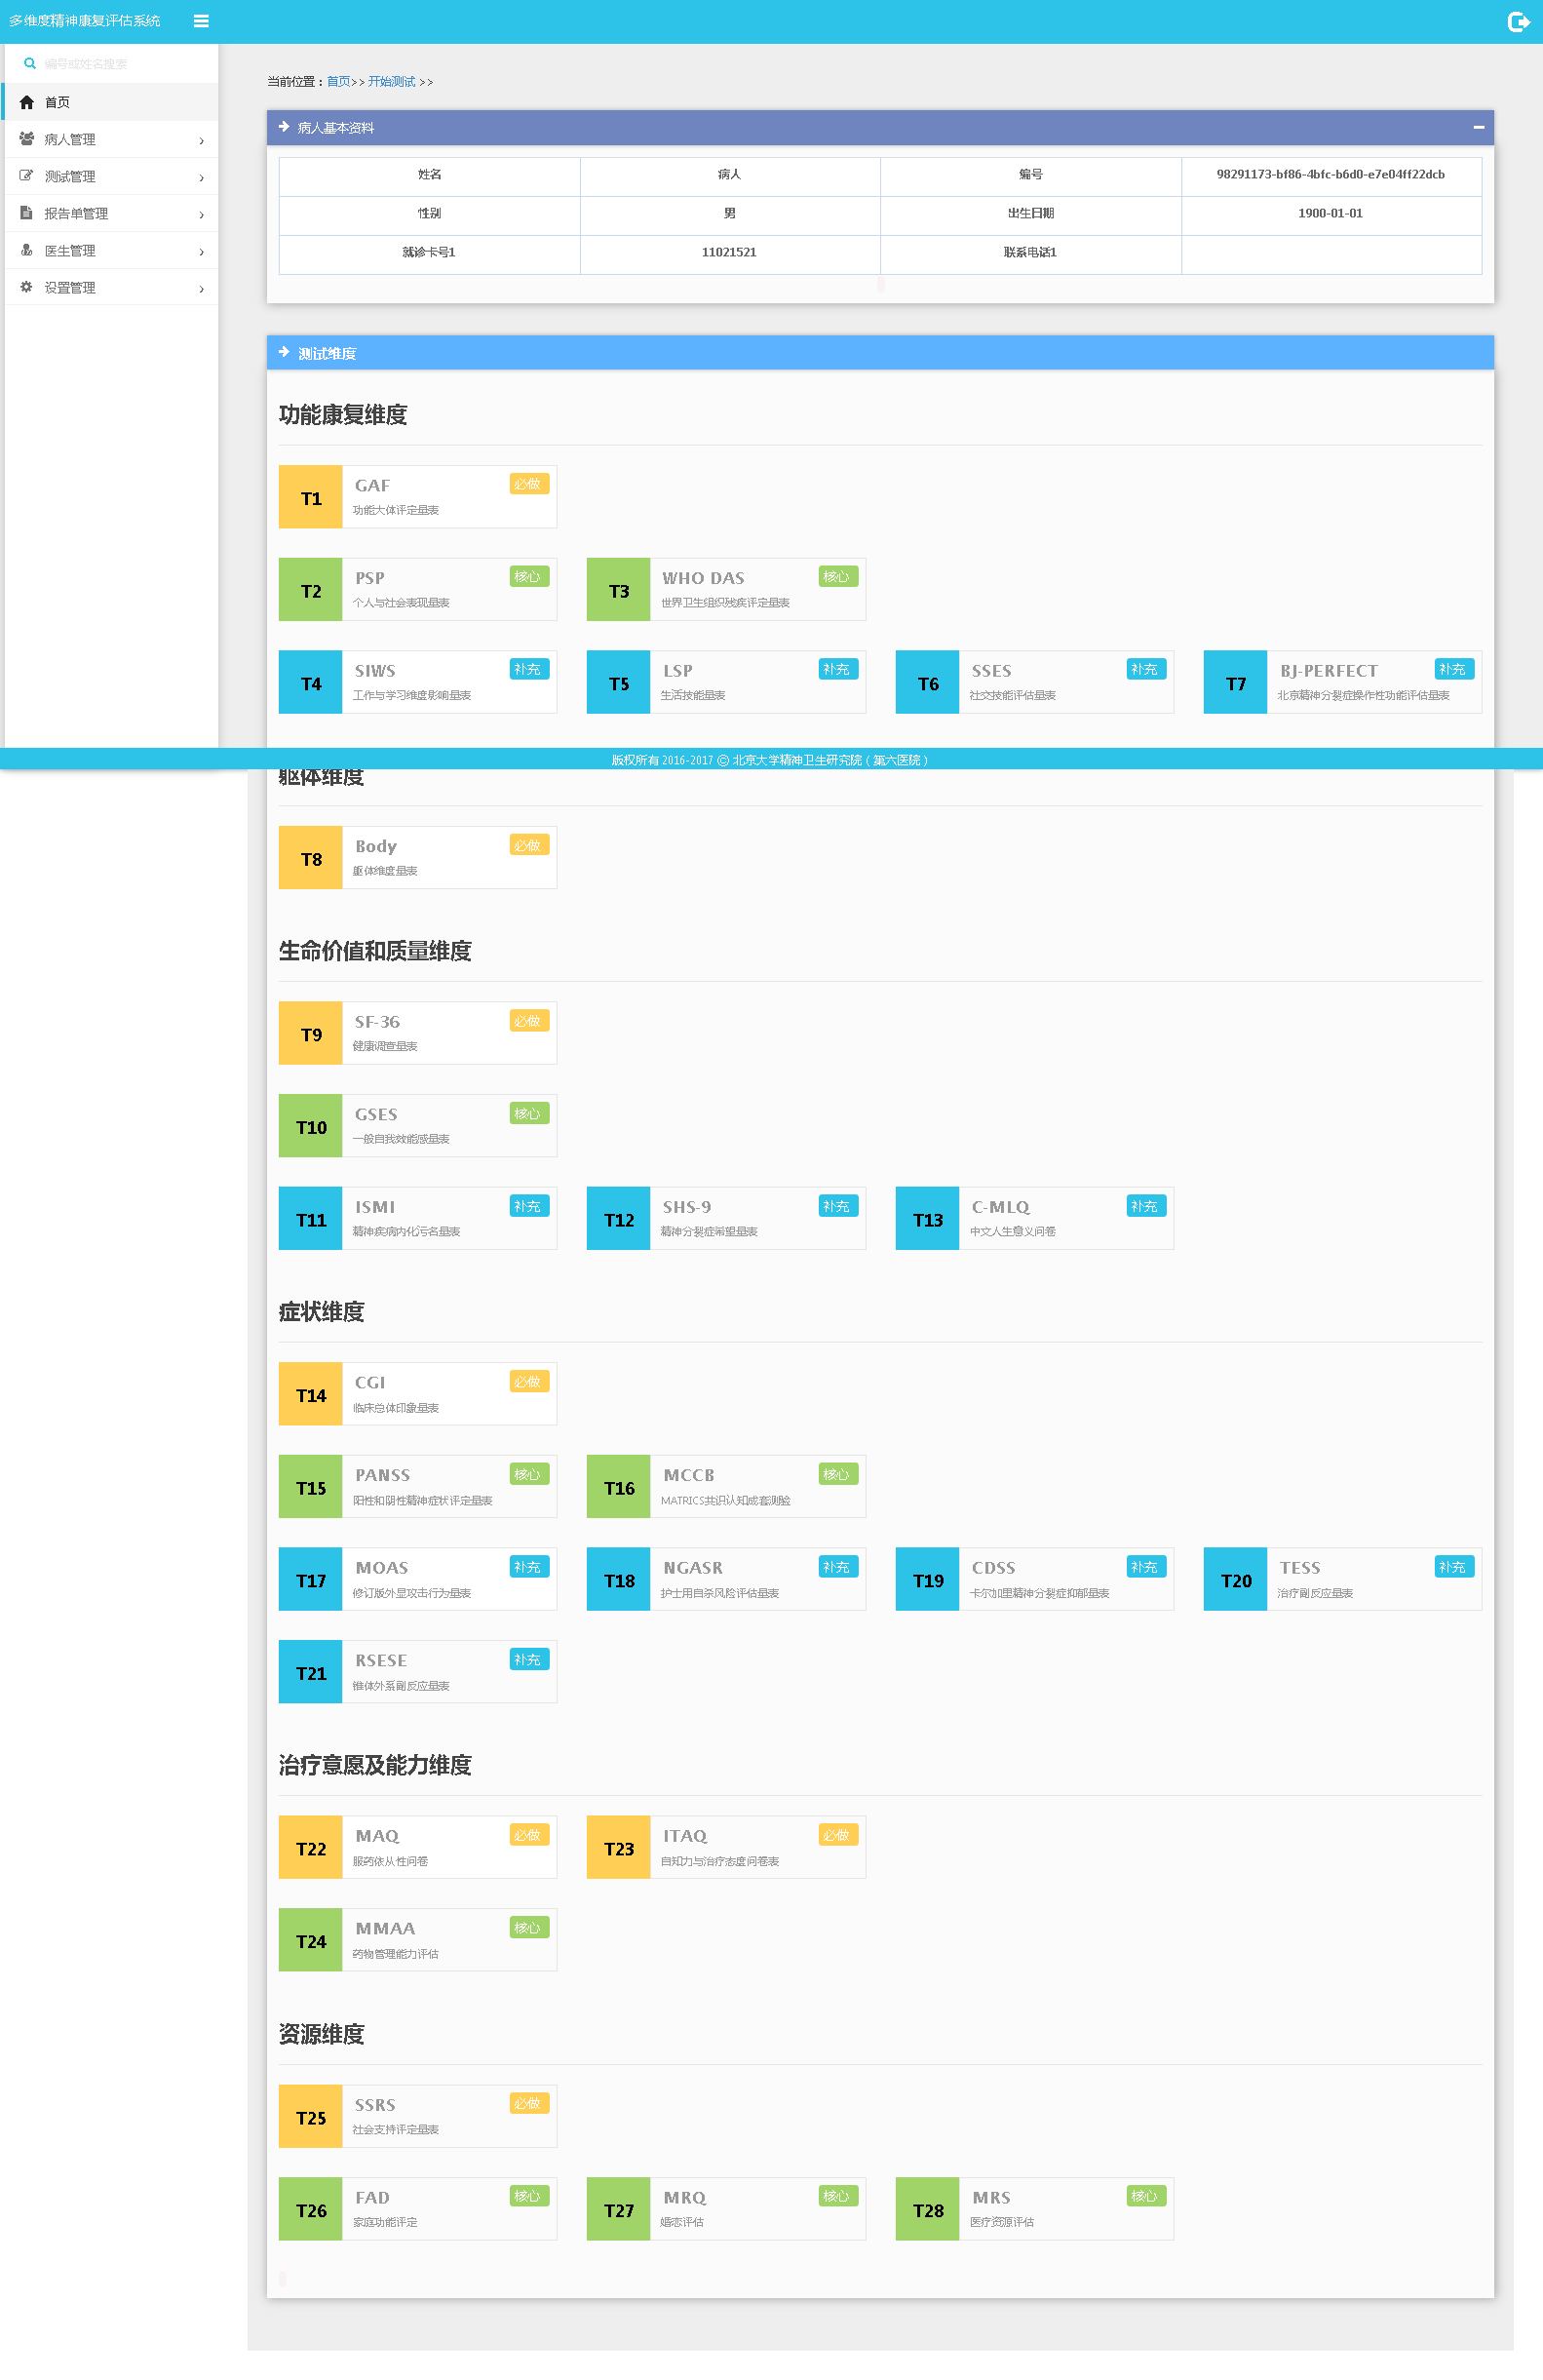 多维度精神康复评估系统
编号或姓名搜索
首页
病人管理
测试管理
报告单管理
医生管理
设置管理
当前位置：首页>> 开始测试 >>
病人基本资料
姓名 病人 编号 98291173-bf86-4bfc-b6d0-e7e04ff22dcb
性别 男 出生日期 1900-01-01
就诊卡号1 11021521 联系电话1
测试维度
功能康复维度
T1 GAF 必做
功能大体评定量表
T2 PSP 核心
个人与社会表现量表
T3 WHO DAS 核心
世界卫生组织残疾评定量表
T4 SIWS 补充
工作与学习维度影响量表
T5 LSP 补充
生活技能量表
T6 SSES 补充
社交技能评估量表
T7 BJ-PERFECT 补充
北京精神分裂症操作性功能评估量表
版权所有 2016-2017 © 北京大学精神卫生研究院（第六医院）
躯体维度
T8 Body 必做
躯体维度量表
生命价值和质量维度
T9 SF-36 必做
健康调查量表
T10 GSES 核心
一般自我效能感量表
T11 ISMI 补充
精神疾病内化污名量表
T12 SHS-9 补充
精神分裂症希望量表
T13 C-MLQ 补充
中文人生意义问卷
症状维度
T14 CGI 必做
临床总体印象量表
T15 PANSS 核心
阳性和阴性精神症状评定量表
T16 MCCB 核心
MATRICS共识认知成套测验
T17 MOAS 补充
修订版外显攻击行为量表
T18 NGASR 补充
护士用自杀风险评估量表
T19 CDSS 补充
卡尔加里精神分裂症抑郁量表
T20 TESS 补充
治疗副反应量表
T21 RSESE 补充
锥体外系副反应量表
治疗意愿及能力维度
T22 MAQ 必做
服药依从性问卷
T23 ITAQ 必做
自知力与治疗态度问卷表
T24 MMAA 核心
药物管理能力评估
资源维度
T25 SSRS 必做
社会支持评定量表
T26 FAD 核心
家庭功能评定
T27 MRQ 核心
婚恋评估
T28 MRS 核心
医疗资源评估